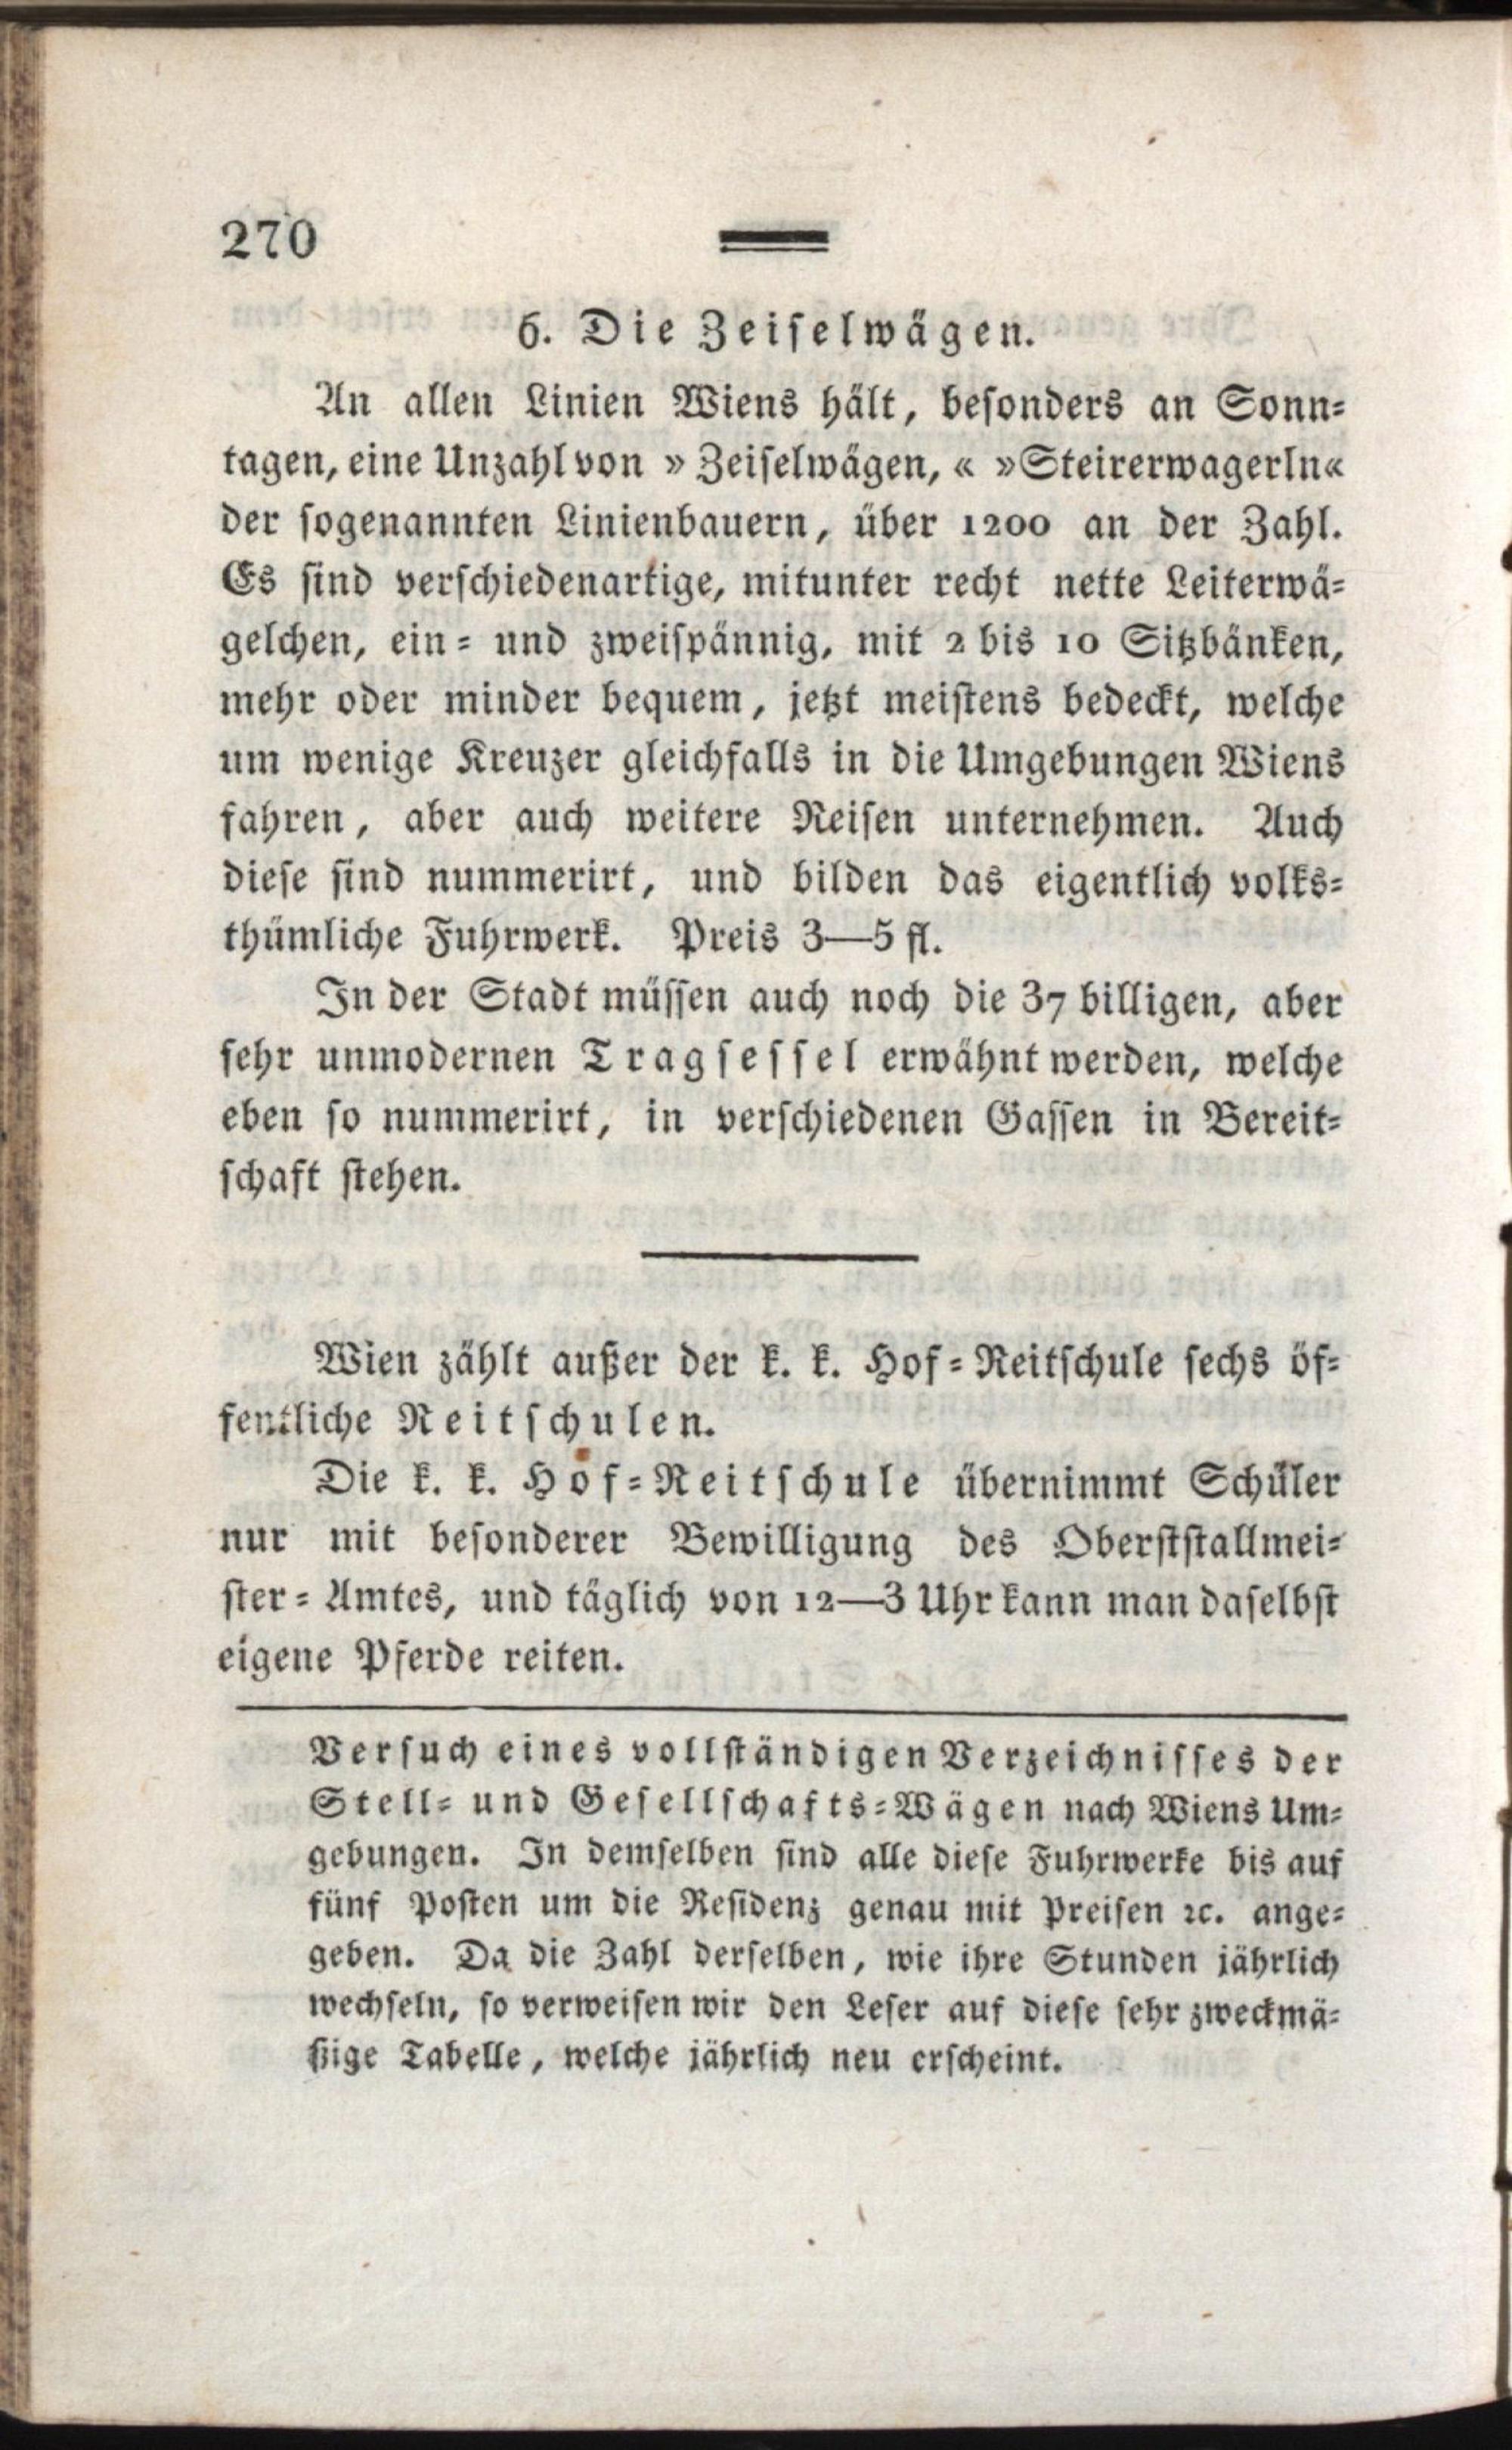 270
6. Die Zeiselwägen.
An allen Linien Wiens hält, besonders an Sonn-
tagen, eine Unzahl von »Zeiselwägen,« »Steirerwagerln«
der sogenannten Linienbauern, über 1200 an der Zahl.
Es sind verschiedenartige, mitunter recht nette Leiterwä-
gelchen, ein- und zweispännig, mit 2 bis 10 Sitzbänken,
mehr oder minder bequem, jetzt meistens bedeckt, welche
um wenige Kreuzer gleichfalls in die Umgebungen Wiens
fahren, aber auch weitere Reisen unternehmen. Auch
diese sind nummerirt, und bilden das eigentlich volks-
thümliche Fuhrwerk. Preis 3—5 fl.
In der Stadt müssen auch noch die 37 billigen, aber
sehr unmodernen Tragsessel erwähnt werden, welche
eben so nummerirt, in verschiedenen Gassen in Bereit-
schaft stehen.
Wien zählt außer der k. k. Hof-Reitschule sechs öf-
fentliche Reitschulen.
Die k. k. Hof-Reitschule übernimmt Schüler
nur mit besonderer Bewilligung des Oberststallmei-
ster-Amtes, und täglich von 12—3 Uhr kann man daselbst
eigene Pferde reiten.
Versuch eines vollständigen Verzeichnisses der
Stell- und Gesellschafts-Wägen nach Wiens Um-
gebungen. In demselben sind alle diese Fuhrwerke bis auf
fünf Posten um die Residenz genau mit Preisen ꝛc. ange-
geben. Da die Zahl derselben, wie ihre Stunden jährlich
wechseln, so verweisen wir den Leser auf diese sehr zweckmä-
ßige Tabelle, welche jährlich neu erscheint.